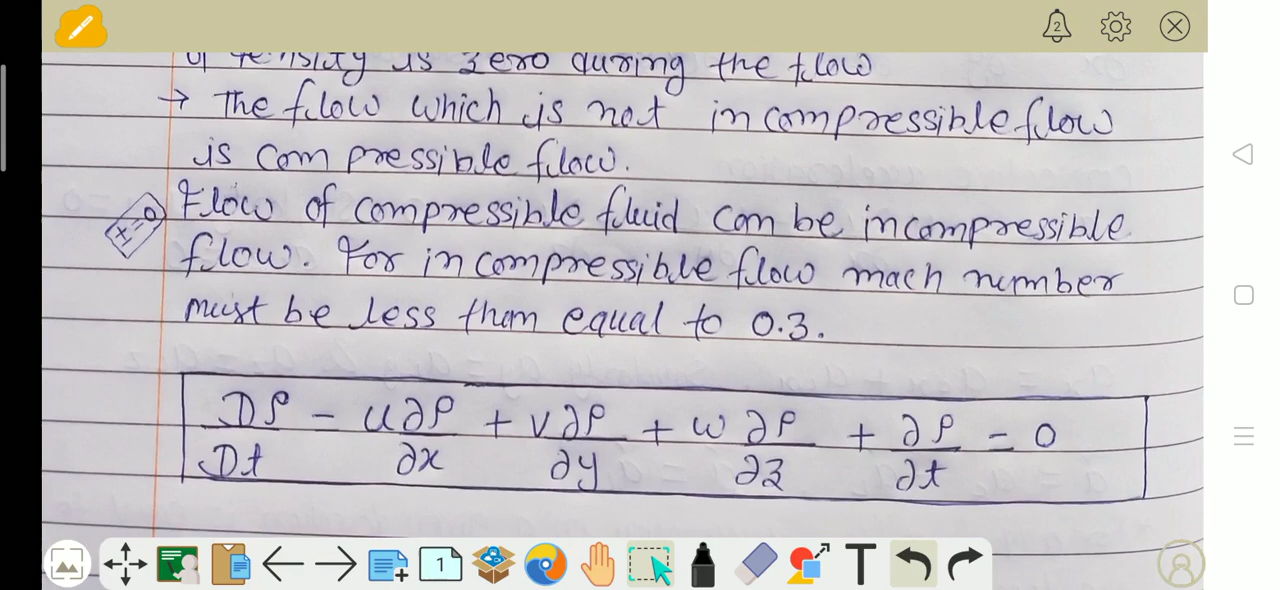 of density is zero during the flow
→ The flow which is not incompressible flow
is compressible flow.
Flow of compressible fluid can be incompressible
flow. For incompressible flow mach number
must be less than equal to 0.3.
Dρ/Dt - u∂ρ/∂x + v∂ρ/∂y + w∂ρ/∂z + ∂ρ/∂t = 0
2
1
T